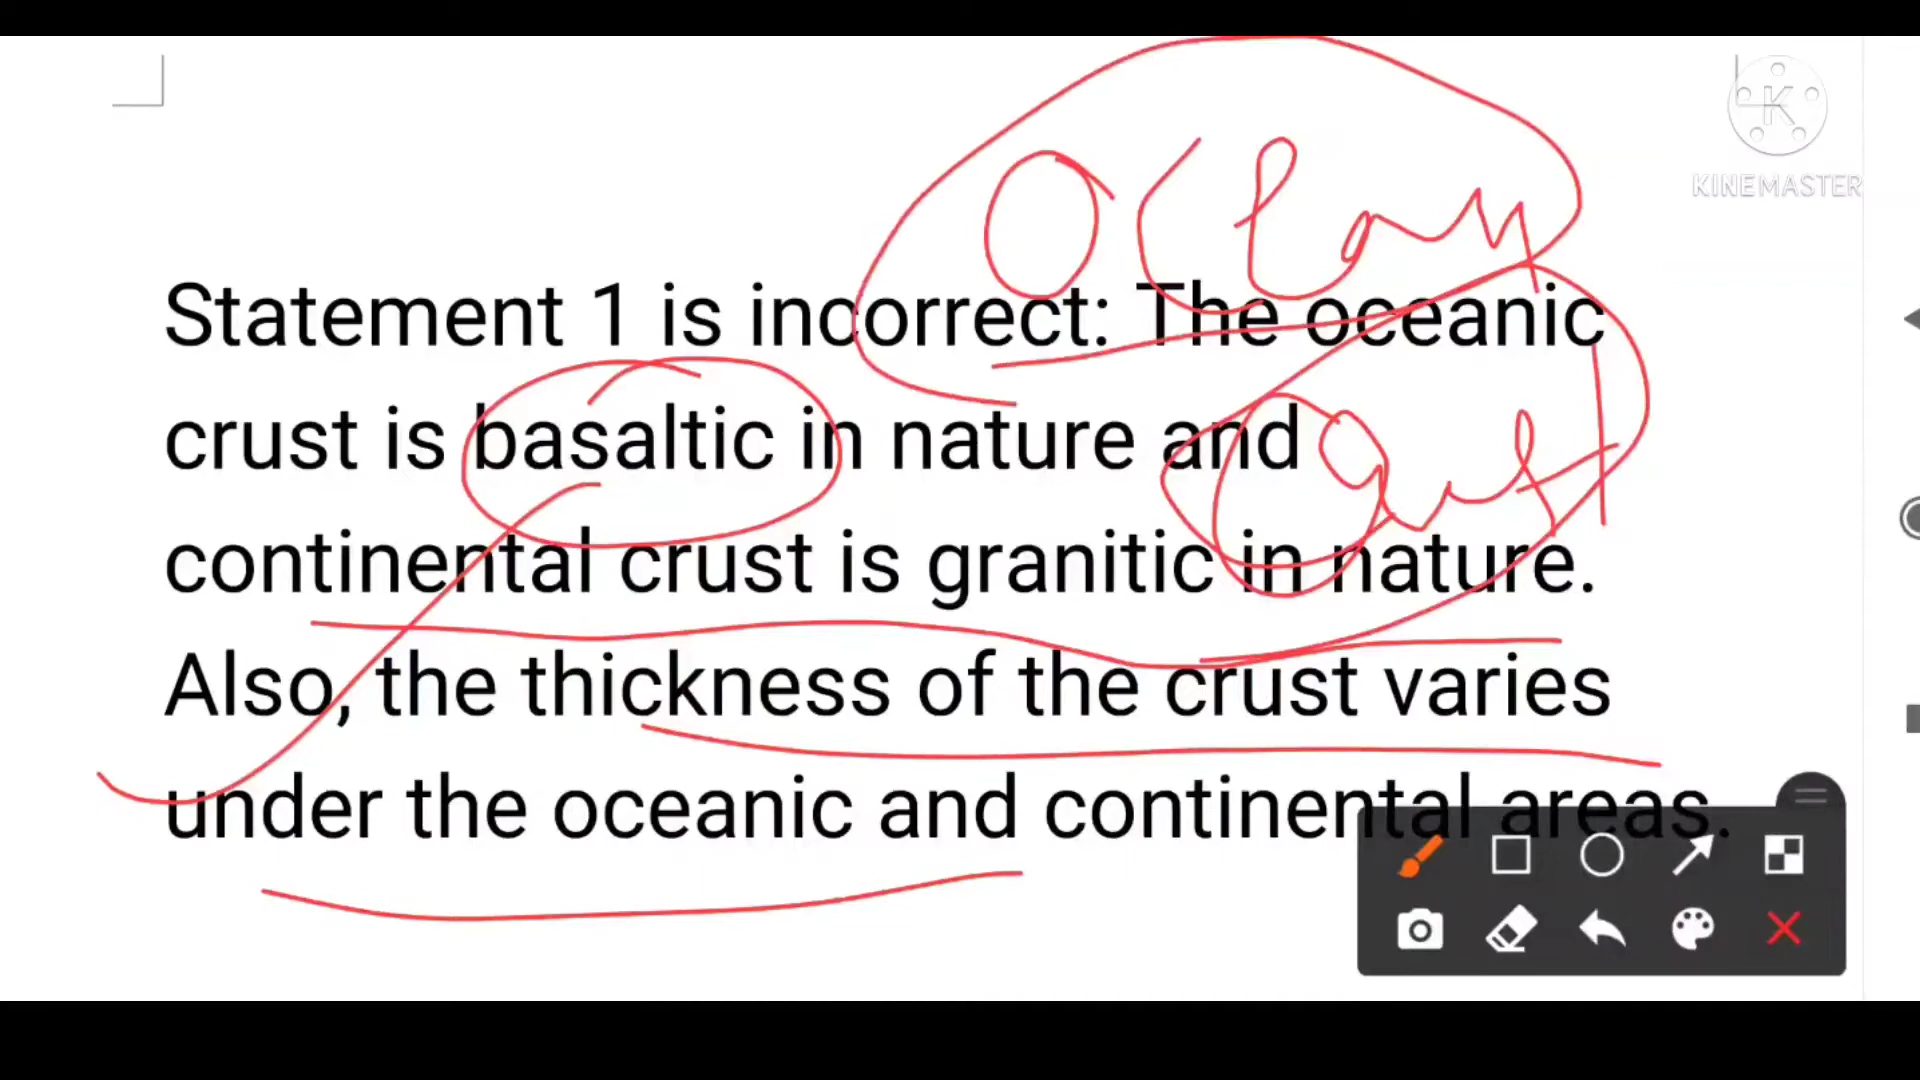 KINEMASTER
Statement 1 is incorrect: The oceanic
crust is basaltic in nature and
continental crust is granitic in nature.
Also, the thickness of the crust varies
under the oceanic and continental areas.